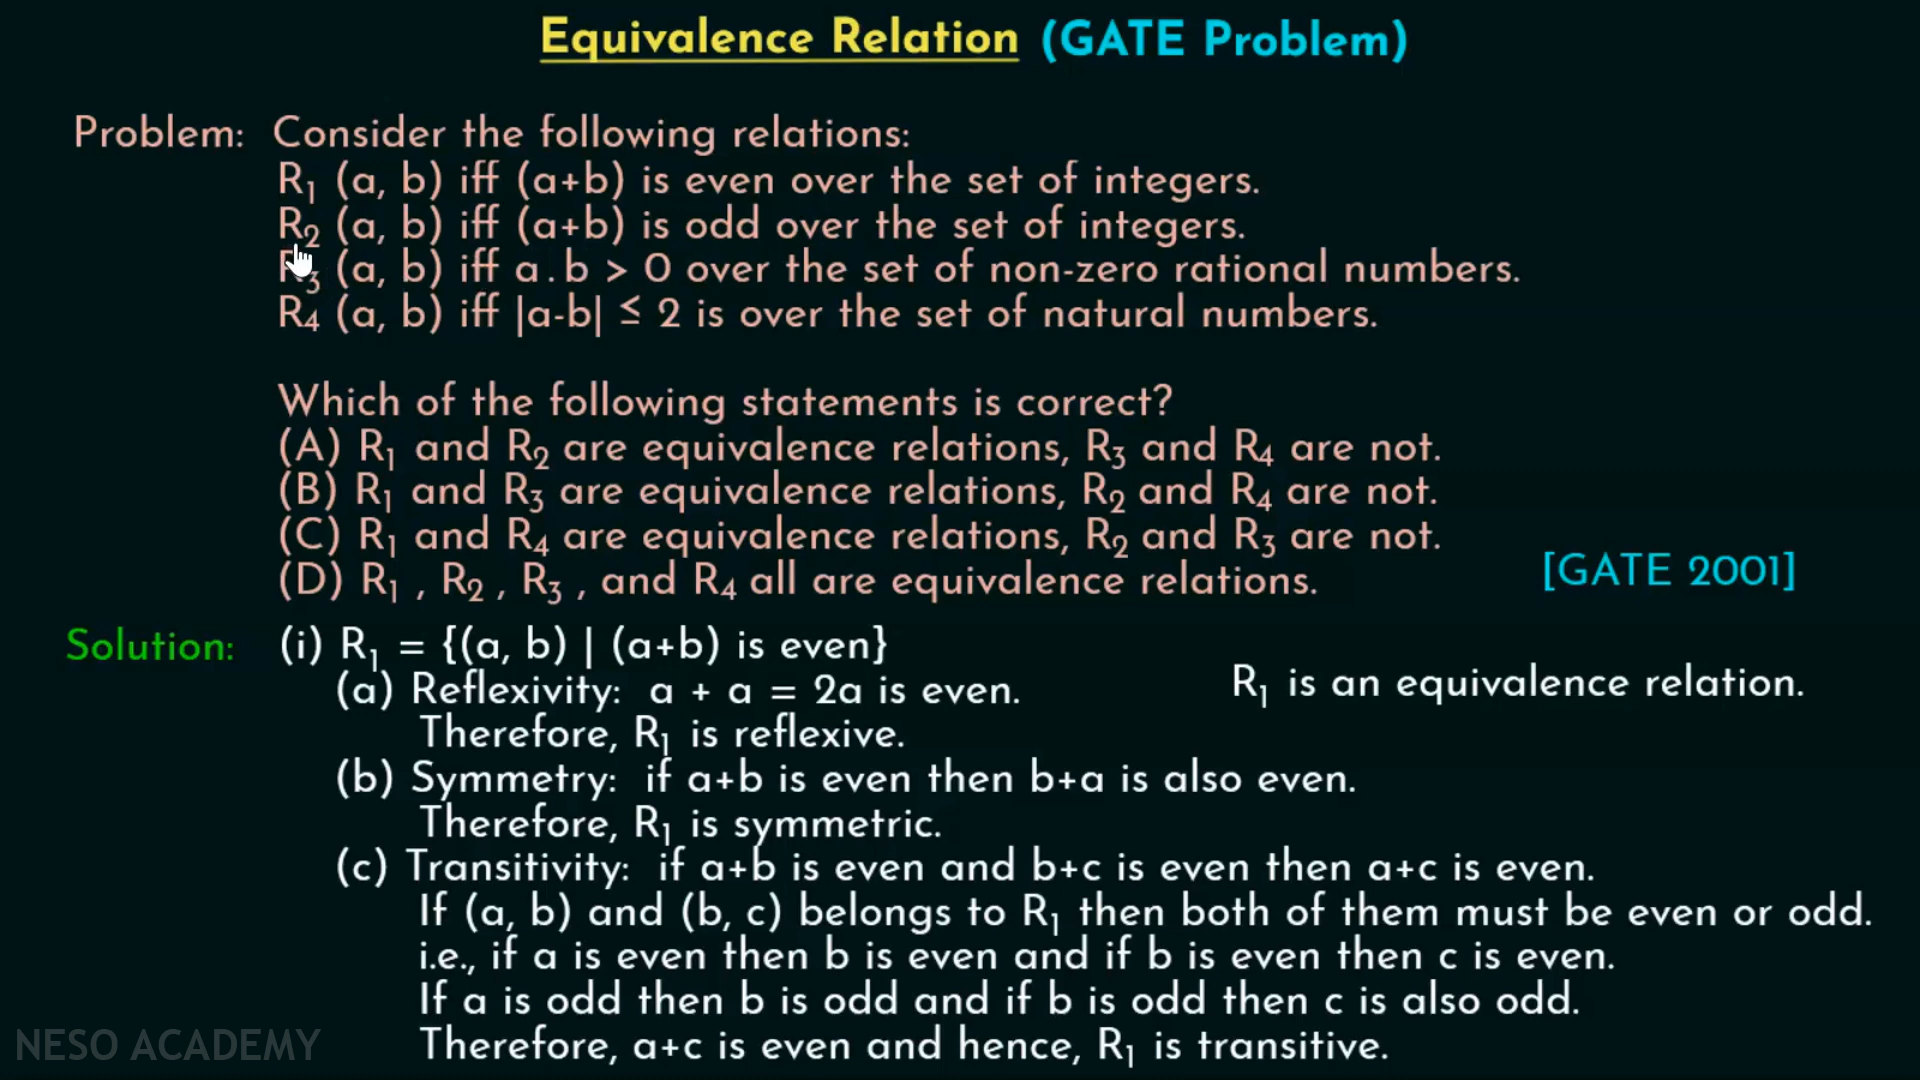 Equivalence Relation (GATE Problem)
Problem: Consider the following relations:
R₁ (a, b) iff (a+b) is even over the set of integers.
R₂ (a, b) iff (a+b) is odd over the set of integers.
R₃ (a, b) iff a . b > 0 over the set of non-zero rational numbers.
R₄ (a, b) iff |a-b| ≤ 2 is over the set of natural numbers.
Which of the following statements is correct?
(A) R₁ and R₂ are equivalence relations, R₃ and R₄ are not.
(B) R₁ and R₃ are equivalence relations, R₂ and R₄ are not.
(C) R₁ and R₄ are equivalence relations, R₂ and R₃ are not.
(D) R₁ , R₂ , R₃ , and R₄ all are equivalence relations.
[GATE 2001]
Solution: (i) R₁ = {(a, b) | (a+b) is even}
(a) Reflexivity: a + a = 2a is even.
R₁ is an equivalence relation.
Therefore, R₁ is reflexive.
(b) Symmetry: if a+b is even then b+a is also even.
Therefore, R₁ is symmetric.
(c) Transitivity: if a+b is even and b+c is even then a+c is even.
If (a, b) and (b, c) belongs to R₁ then both of them must be even or odd.
i.e., if a is even then b is even and if b is even then c is even.
If a is odd then b is odd and if b is odd then c is also odd.
Therefore, a+c is even and hence, R₁ is transitive.
NESO ACADEMY